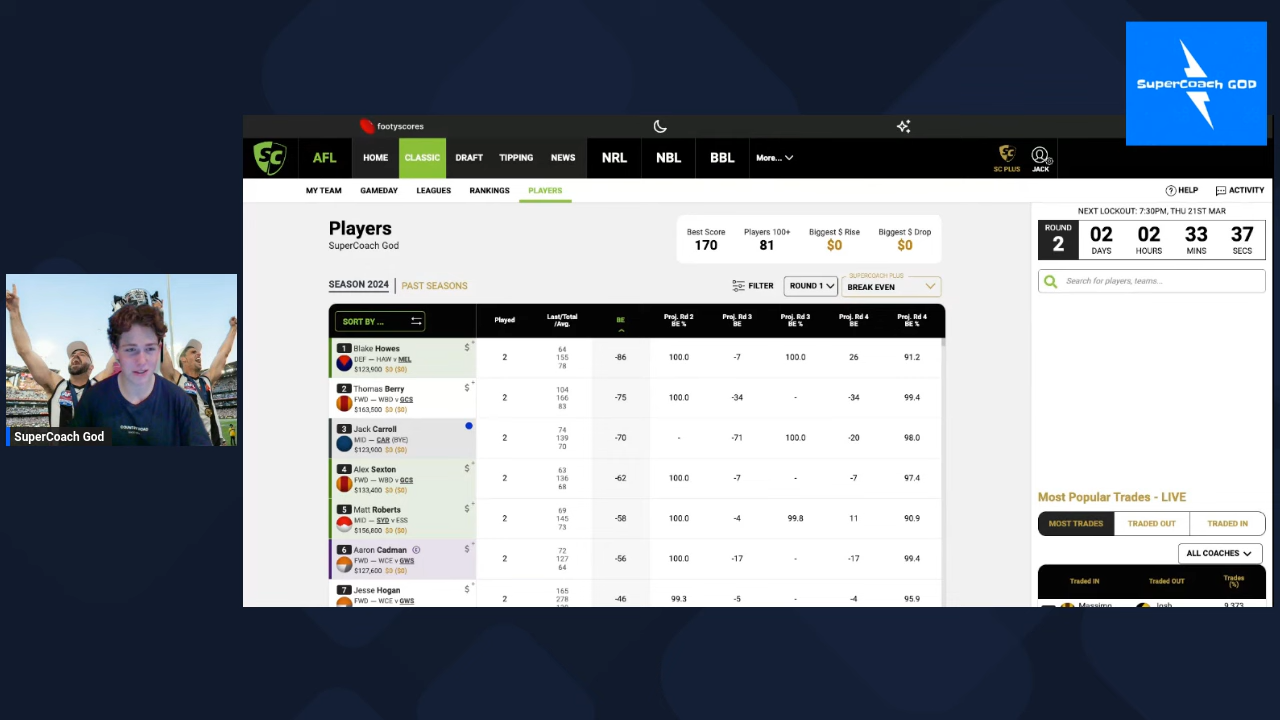 SuperCoach GOD
footyscores
SC
AFL
HOME
CLASSIC
DRAFT
TIPPING
NEWS
NRL
NBL
BBL
More...
SC PLUS
JACK
MY TEAM
GAMEDAY
LEAGUES
RANKINGS
PLAYERS
HELP
ACTIVITY
Players
SuperCoach God
Best Score
170
Players 100+
81
Biggest $ Rise
$0
Biggest $ Drop
$0
NEXT LOCKOUT: 7:30PM, THU 21ST MAR
ROUND
2
02
DAYS
02
HOURS
33
MINS
37
SECS
Search for players, teams...
SEASON 2024
PAST SEASONS
FILTER
ROUND 1
SUPERCOACH PLUS
BREAK EVEN
SORT BY ...
Played
Last/Total
/Avg.
BE
Proj. Rd 2
BE %
Proj. Rd 3
BE
Proj. Rd 3
BE %
Proj. Rd 4
BE
Proj. Rd 4
BE %
1 Blake Howes
DEF — HAW v MEL
$123,900 $0 ($0)
$+
2
64
155
78
-86
100.0
-7
100.0
26
91.2
2 Thomas Berry
FWD — WBD v GCS
$163,500 $0 ($0)
$+
2
104
166
83
-75
100.0
-34
-
-34
99.4
3 Jack Carroll
MID — CAR (BYE)
$123,900 $0 ($0)
2
74
139
70
-70
-
-71
100.0
-20
98.0
4 Alex Sexton
FWD — WBD v GCS
$133,400 $0 ($0)
$+
2
63
136
68
-62
100.0
-7
-
-7
97.4
5 Matt Roberts
MID — SYD v ESS
$156,800 $0 ($0)
$+
2
69
145
73
-58
100.0
-4
99.8
11
90.9
6 Aaron Cadman E
FWD — WCE v GWS
$127,600 $0 ($0)
$+
2
72
127
64
-56
100.0
-17
-
-17
99.4
7 Jesse Hogan
FWD — WCE v GWS
$+
2
165
278
-46
99.3
-5
-
-4
95.9
Most Popular Trades - LIVE
MOST TRADES
TRADED OUT
TRADED IN
ALL COACHES
Traded IN
Traded OUT
Trades
(%)
Massimo
Josh
9,373
SuperCoach God